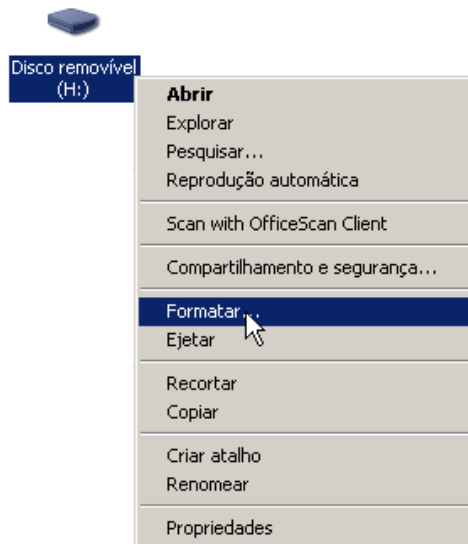 Disco removível
(H:)
Abrir
Explorar
Pesquisar...
Reprodução automática
Scan with OfficeScan Client
Compartilhamento e segurança...
Formatar...
Ejetar
Recortar
Copiar
Criar atalho
Renomear
Propriedades